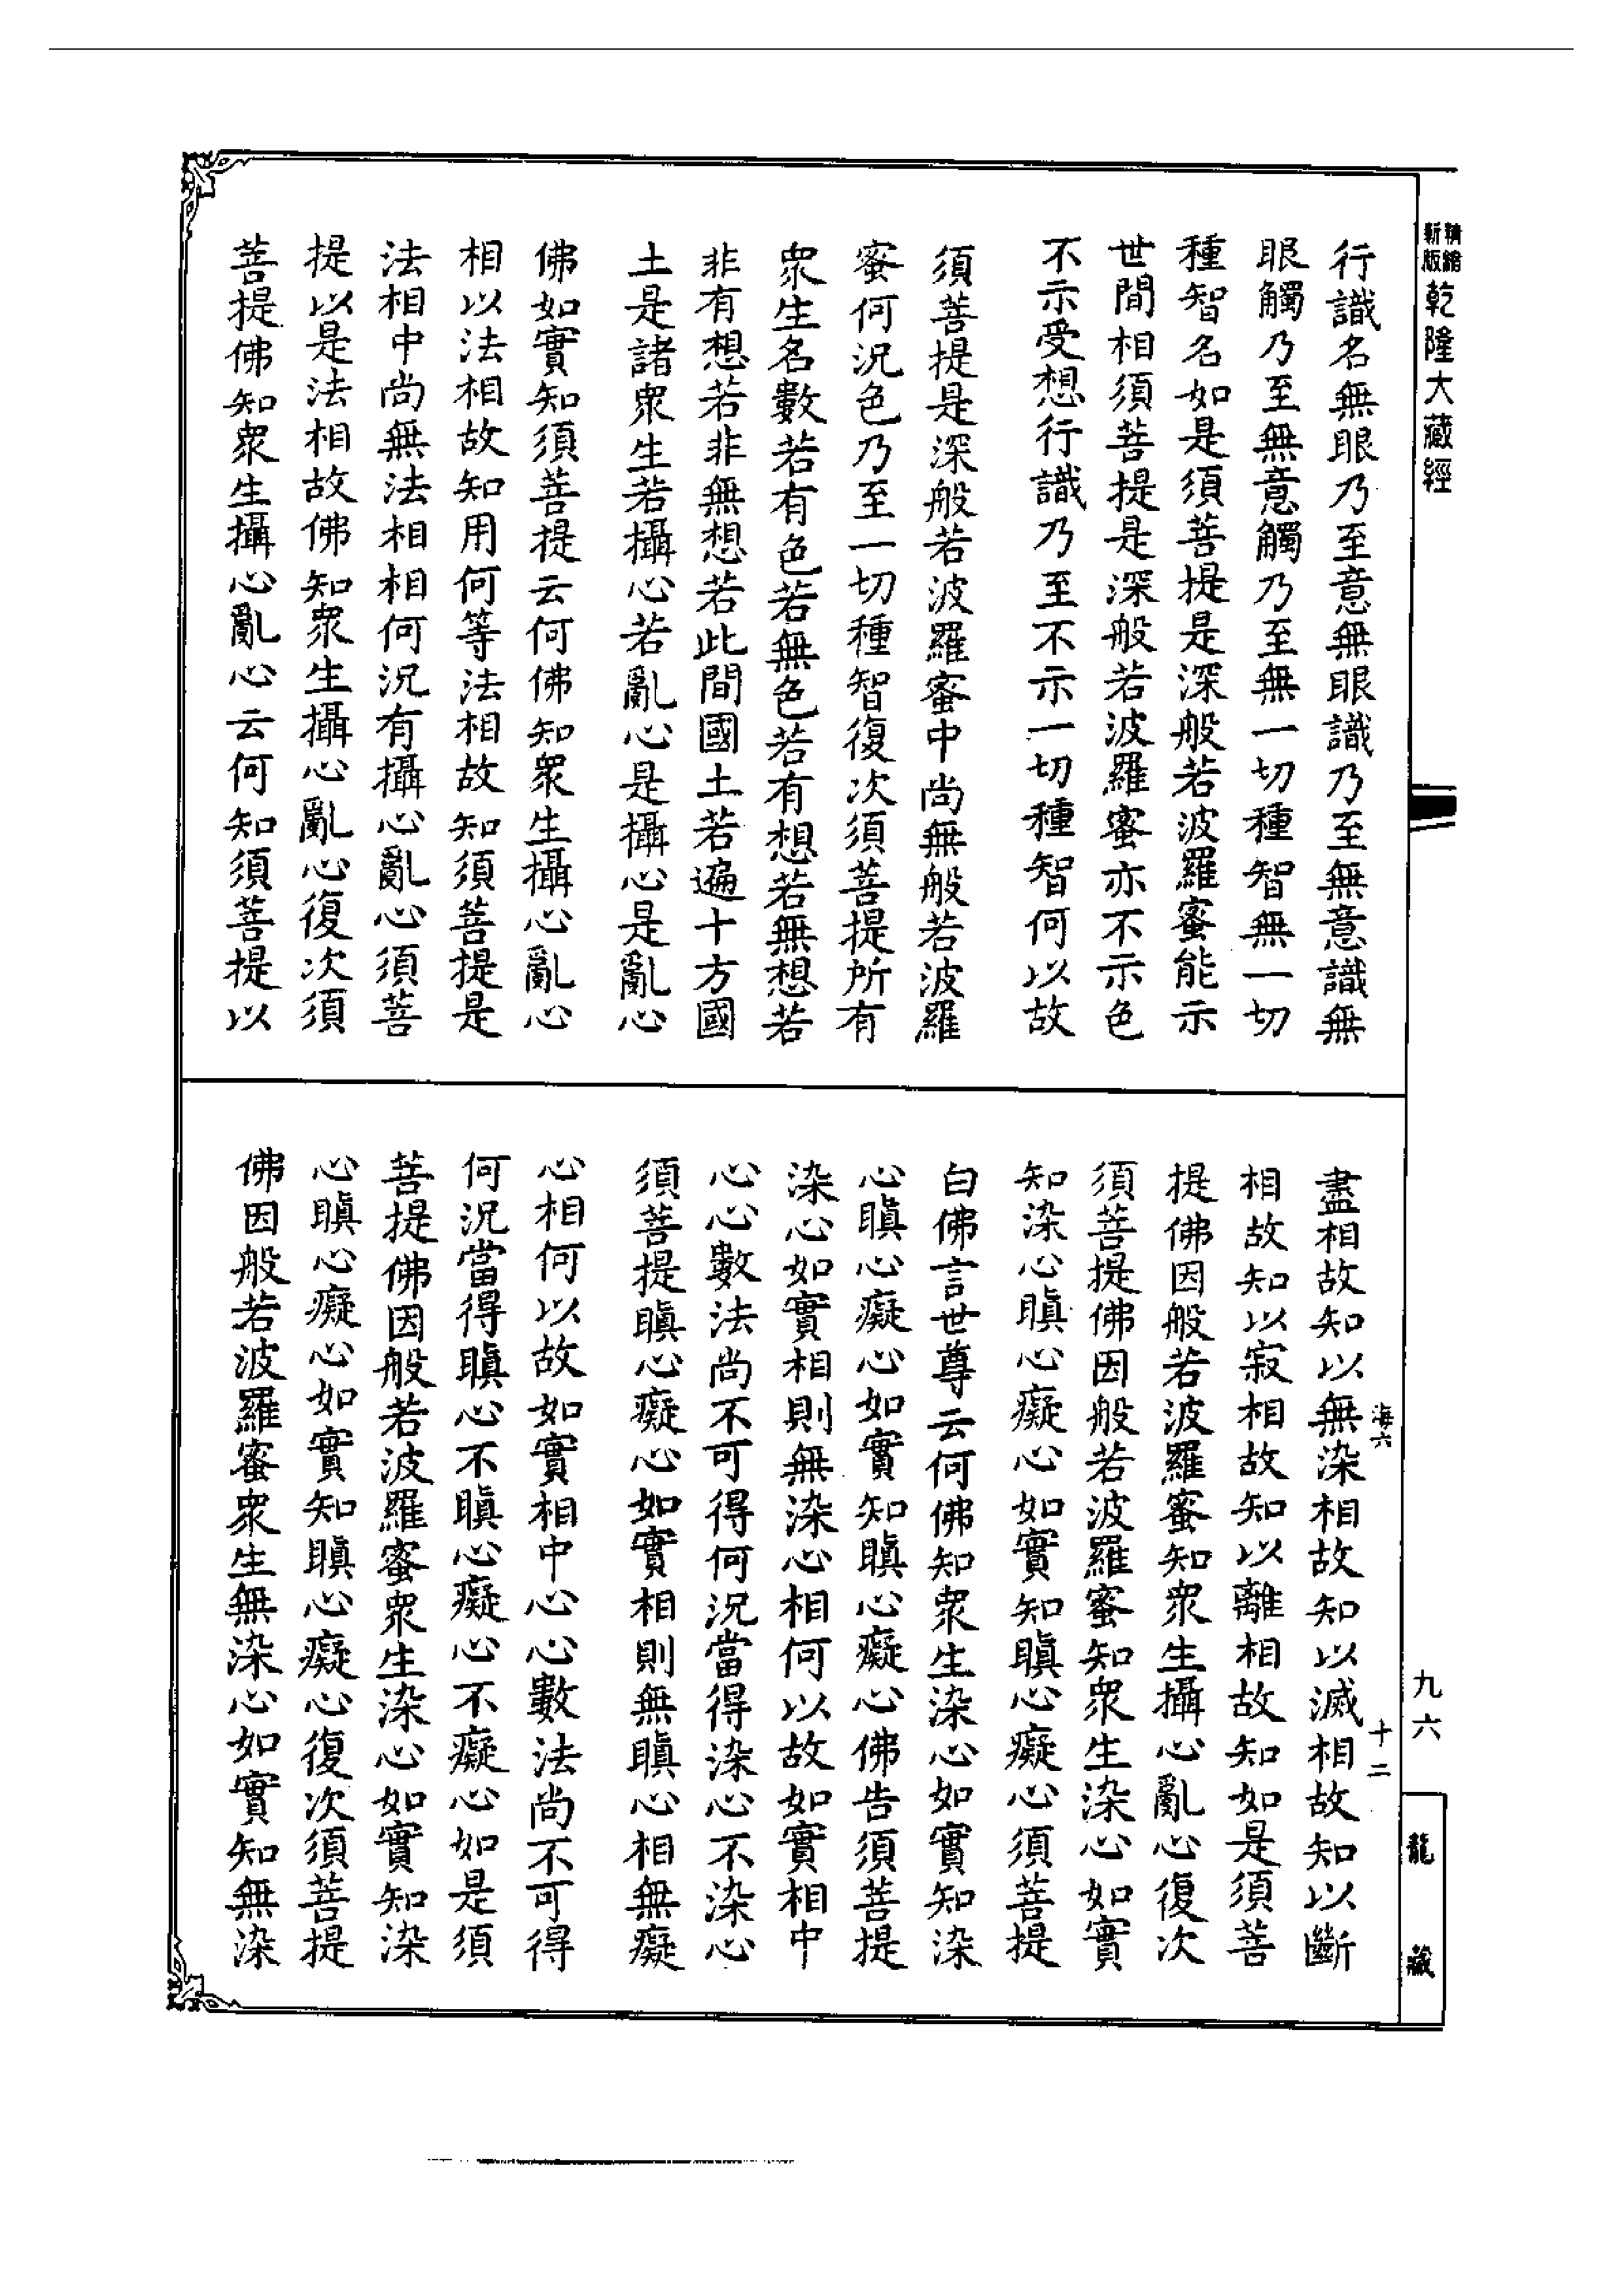 精縮新版乾隆大藏經
行識名無眼乃至意無眼識乃至無意識無
眼觸乃至無意觸乃至無一切種智無一切
種智名如是須菩提是深般若波羅蜜能示
世間相須菩提是深般若波羅蜜亦不示色
不示受想行識乃至不示一切種智何以故
須菩提是深般若波羅蜜中尚無般若波羅
蜜何況色乃至一切種智復次須菩提所有
衆生名數若有色若無色若有想若無想若
非有想若非無想若此間國土若遍十方國
土是諸衆生若攝心若亂心是攝心是亂心
佛如實知須菩提云何佛知衆生攝心亂心
相以法相故知用何等法相故知須菩提是
法相中尚無法相相何況有攝心亂心須菩
提以是法相故佛知衆生攝心亂心復次須
菩提佛知衆生攝心亂心云何知須菩提以
海六
十二
九六
龍藏
盡相故知以無染相故知以滅相故知以斷
相故知以寂相故知以離相故知如是須菩
提佛因般若波羅蜜知衆生攝心亂心復次
須菩提佛因般若波羅蜜知衆生染心如實
知染心瞋心癡心如實知瞋心癡心須菩提
白佛言世尊云何佛知衆生染心如實知染
心瞋心癡心如實知瞋心癡心佛告須菩提
染心如實相則無染心相何以故如實相中
心心數法尚不可得何況當得染心不染心
須菩提瞋心癡心如實相則無瞋心相無癡
心相何以故如實相中心心數法尚不可得
何況當得瞋心不瞋心癡心不癡心如是須
菩提佛因般若波羅蜜衆生染心如實知染
心瞋心癡心如實知瞋心癡心復次須菩提
佛因般若波羅蜜衆生無染心如實知無染